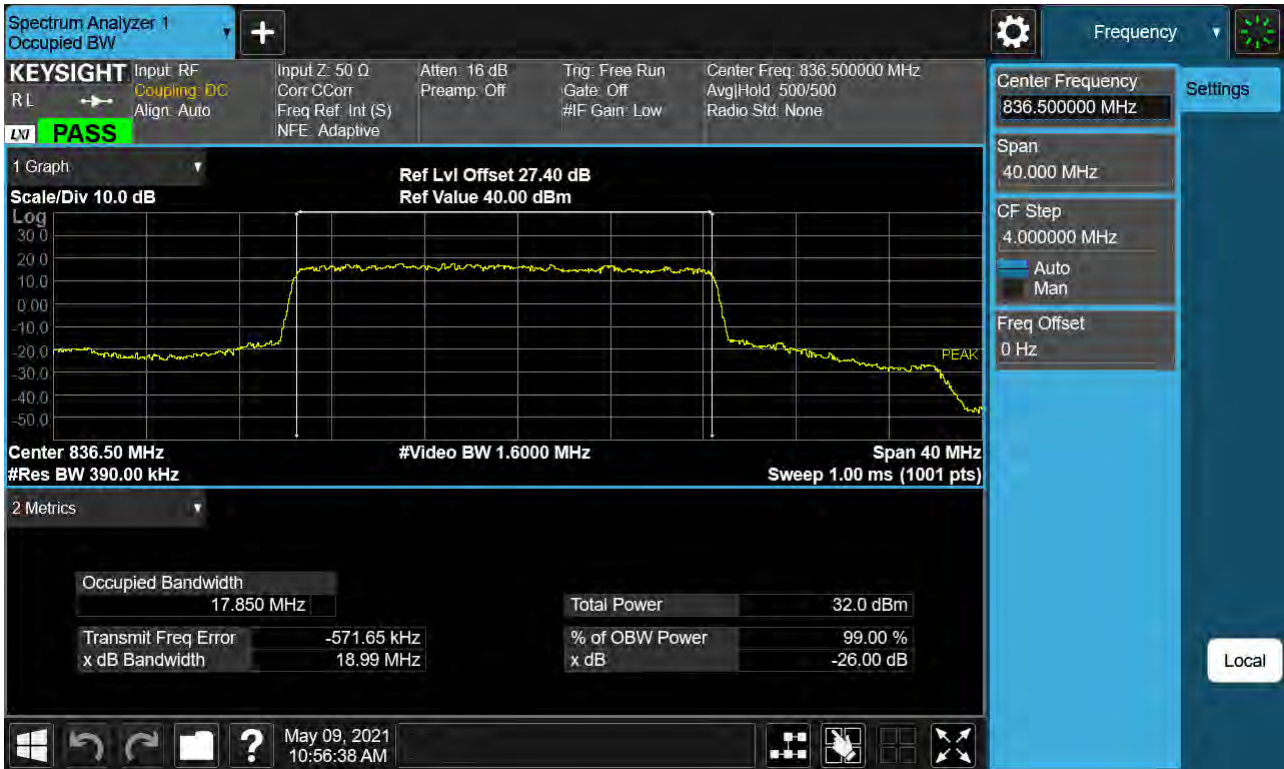 Spectrum Analyzer 1
Occupied BW
+
Frequency
KEYSIGHT
RL
LXI
PASS
Input: RF
Coupling: DC
Align: Auto
Input Z: 50 Ω
Corr CCorr
Freq Ref: Int (S)
NFE: Adaptive
Atten: 16 dB
Preamp: Off
Trig: Free Run
Gate: Off
#IF Gain: Low
Center Freq: 836.500000 MHz
Avg|Hold: 500/500
Radio Std: None
Center Frequency
836.500000 MHz
Settings
Span
40.000 MHz
CF Step
4.000000 MHz
Auto
Man
Freq Offset
0 Hz
1 Graph
Scale/Div 10.0 dB
Ref Lvl Offset 27.40 dB
Ref Value 40.00 dBm
Log
30.0
20.0
10.0
0.00
-10.0
-20.0
-30.0
-40.0
-50.0
PEAK
Center 836.50 MHz
#Video BW 1.6000 MHz
Span 40 MHz
#Res BW 390.00 kHz
Sweep 1.00 ms (1001 pts)
2 Metrics
Occupied Bandwidth
17.850 MHz
Total Power 32.0 dBm
Transmit Freq Error -571.65 kHz
% of OBW Power 99.00 %
x dB Bandwidth 18.99 MHz
x dB -26.00 dB
Local
?
May 09, 2021
10:56:38 AM